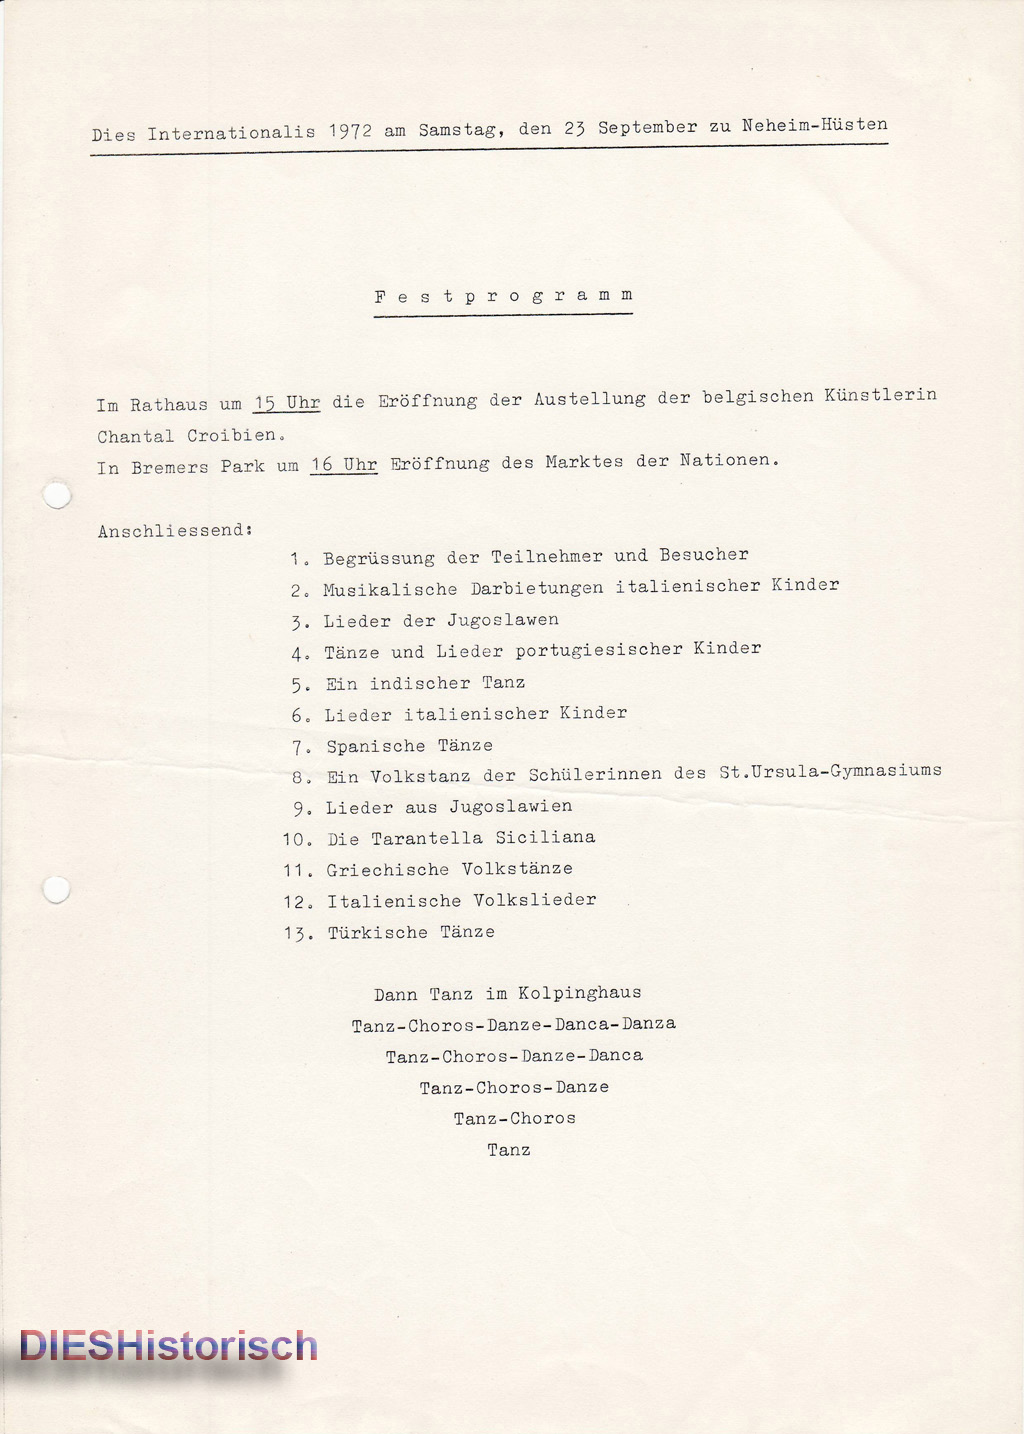 Dies Internationalis 1972 am Samstag, den 23 September zu Neheim-Hüsten
Festprogramm
Im Rathaus um 15 Uhr die Eröffnung der Austellung der belgischen Künstlerin
Chantal Croibien.
In Bremers Park um 16 Uhr Eröffnung des Marktes der Nationen.
Anschliessend:
1. Begrüssung der Teilnehmer und Besucher
2. Musikalische Darbietungen italienischer Kinder
3. Lieder der Jugoslawen
4. Tänze und Lieder portugiesischer Kinder
5. Ein indischer Tanz
6. Lieder italienischer Kinder
7. Spanische Tänze
8. Ein Volkstanz der Schülerinnen des St.Ursula-Gymnasiums
9. Lieder aus Jugoslawien
10. Die Tarantella Siciliana
11. Griechische Volkstänze
12. Italienische Volkslieder
13. Türkische Tänze
Dann Tanz im Kolpinghaus
Tanz-Choros-Danze-Danca-Danza
Tanz-Choros-Danze-Danca
Tanz-Choros-Danze
Tanz-Choros
Tanz
DIESHistorisch